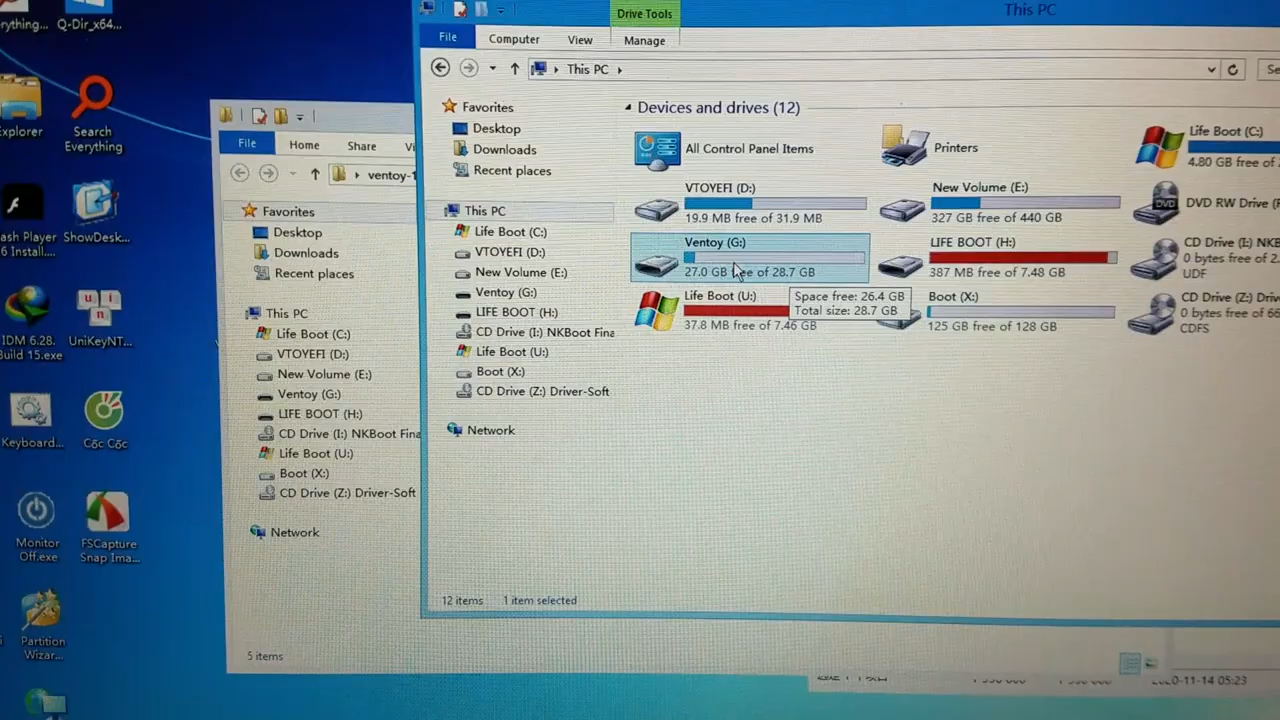 Q-Dir_x64...
Search
Everything
ShowDesk...
IDM 6.28.
Build 15.exe
UniKeyNT...
Keyboard...
Cốc Cốc
Monitor
Off.exe
FSCapture
Snap Ima...
Partition
Wizar...
File
Home
Share
ventoy-1
Favorites
Desktop
Downloads
Recent places
This PC
Life Boot (C:)
VTOYEFI (D:)
New Volume (E:)
Ventoy (G:)
LIFE BOOT (H:)
CD Drive (I:) NKBoot Fina
Life Boot (U:)
Boot (X:)
CD Drive (Z:) Driver-Soft
Network
5 items
Drive Tools
This PC
File
Computer
View
Manage
This PC
Favorites
Desktop
Downloads
Recent places
This PC
Life Boot (C:)
VTOYEFI (D:)
New Volume (E:)
Ventoy (G:)
LIFE BOOT (H:)
CD Drive (I:) NKBoot Fina
Life Boot (U:)
Boot (X:)
CD Drive (Z:) Driver-Soft
Network
Devices and drives (12)
All Control Panel Items
Printers
Life Boot (C:)
4.80 GB free of
VTOYEFI (D:)
19.9 MB free of 31.9 MB
New Volume (E:)
327 GB free of 440 GB
DVD RW Drive (F
Ventoy (G:)
27.0 GB free of 28.7 GB
LIFE BOOT (H:)
387 MB free of 7.48 GB
CD Drive (I:) NKB
0 bytes free of 4
UDF
Life Boot (U:)
37.8 MB free of 7.46 GB
Space free: 26.4 GB
Total size: 28.7 GB
Boot (X:)
125 GB free of 128 GB
CD Drive (Z:) Driv
0 bytes free of 66
CDFS
12 items
1 item selected